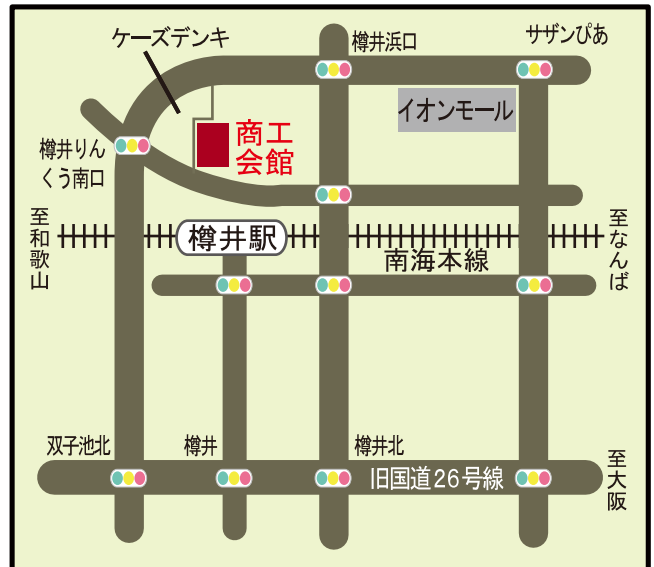 ケーズデンキ
樽井浜口
サザンぴあ
イオンモール
商工
会館
樽井りん
くう南口
至和歌山
樽井駅
至なんば
南海本線
双子池北
樽井
樽井北
旧国道26号線
至大阪